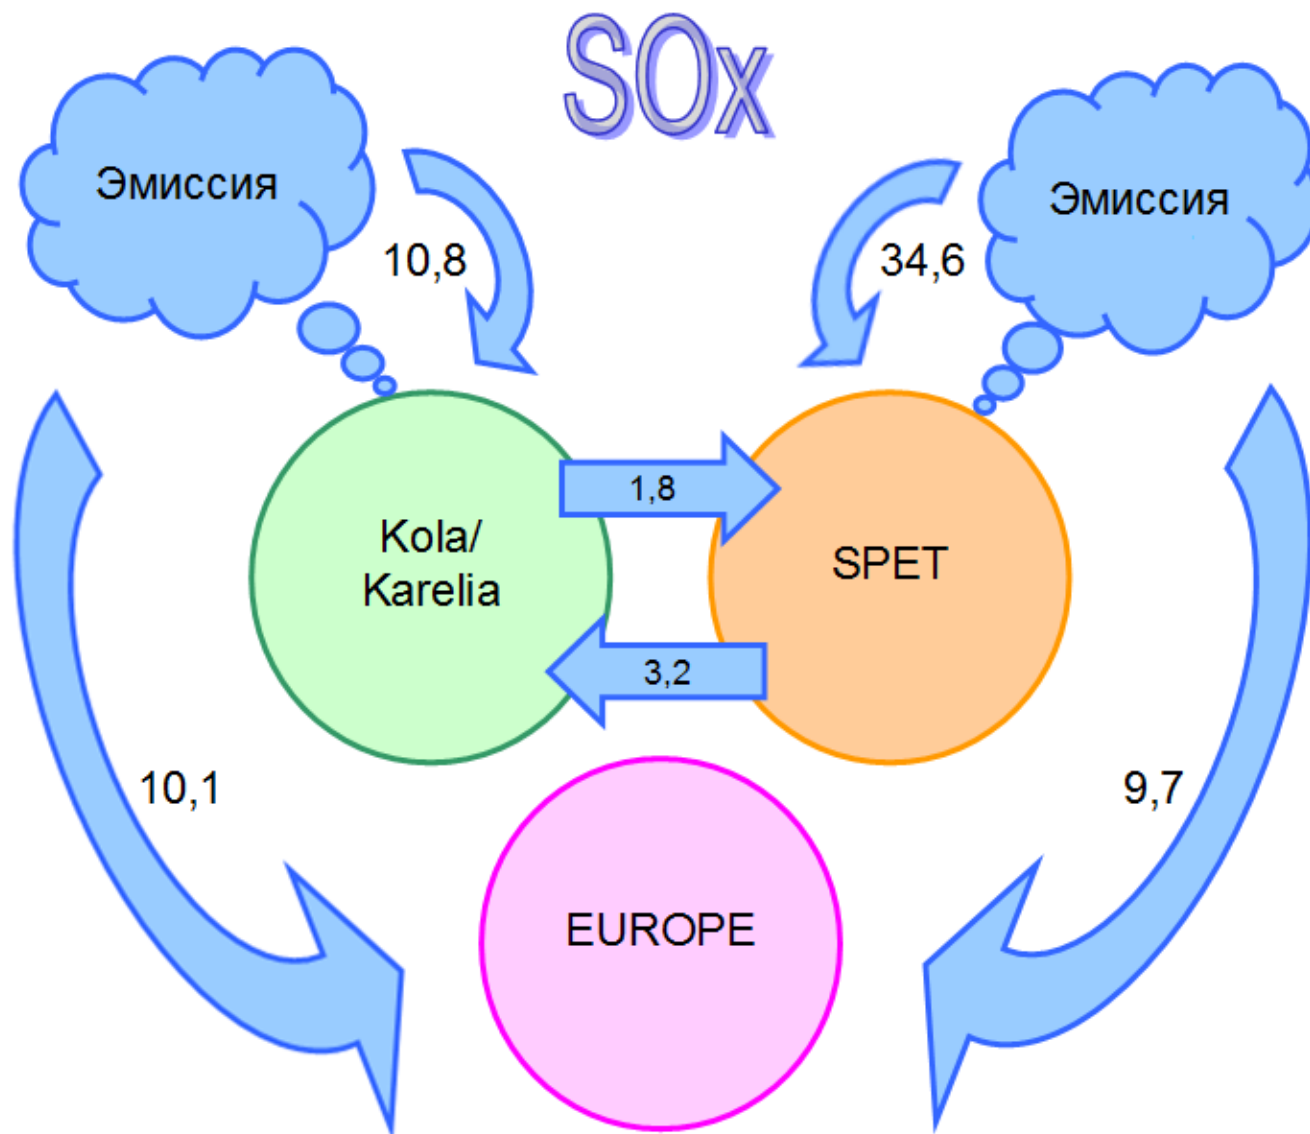 SOx
Эмиссия
Эмиссия
10,8
34,6
1,8
Kola/
Karelia
SPET
3,2
10,1
9,7
EUROPE